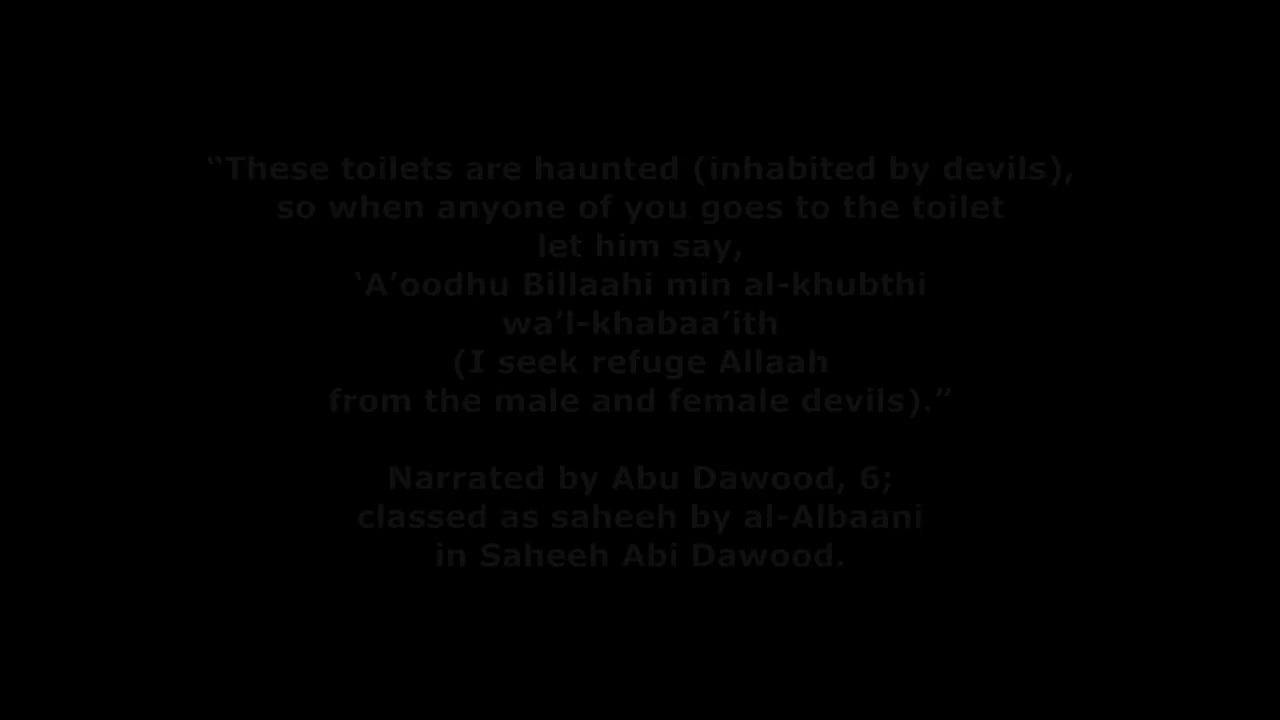 “These toilets are haunted (inhabited by devils),
so when anyone of you goes to the toilet
let him say,
‘A’oodhu Billaahi min al-khubthi
wa’l-khabaa’ith
(I seek refuge Allaah
from the male and female devils).”
Narrated by Abu Dawood, 6;
classed as saheeh by al-Albaani
in Saheeh Abi Dawood.